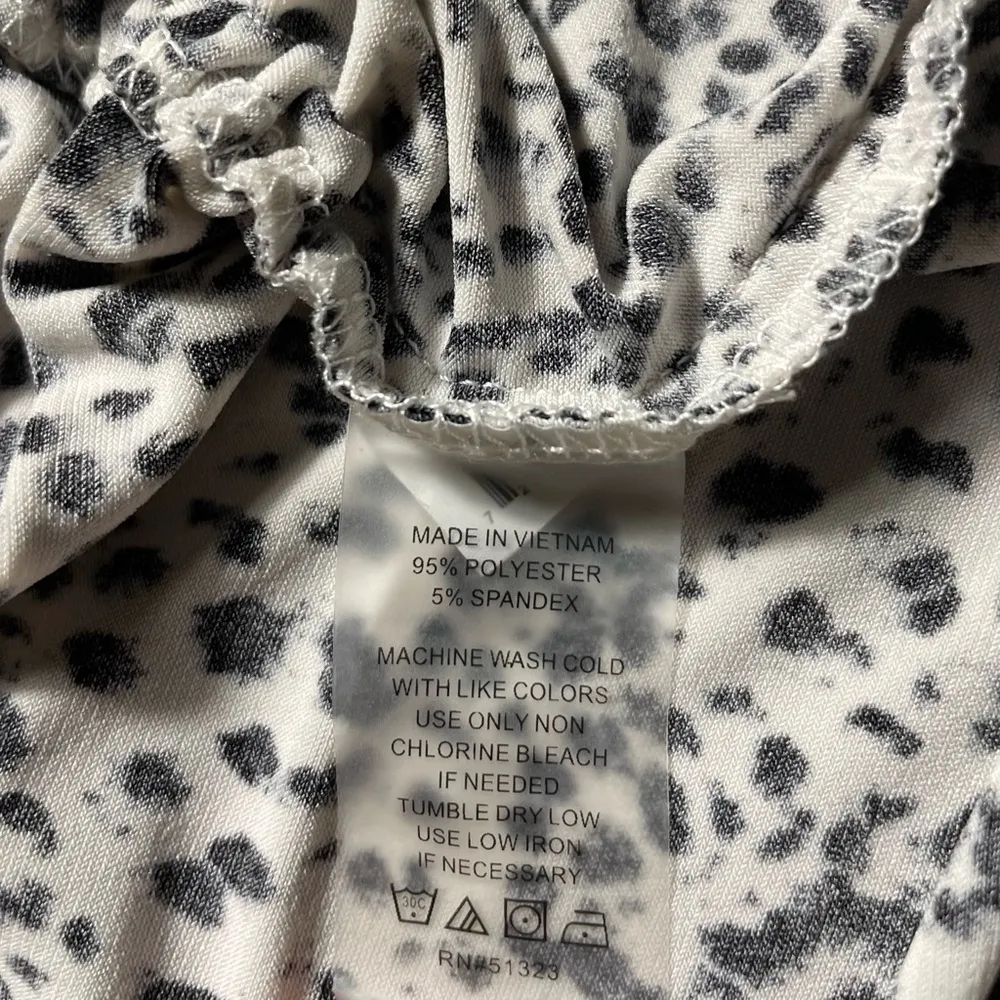 MADE IN VIETNAM
95% POLYESTER
5% SPANDEX
MACHINE WASH COLD
WITH LIKE COLORS
USE ONLY NON
CHLORINE BLEACH
IF NEEDED
TUMBLE DRY LOW
USE LOW IRON
IF NECESSARY
30C
RN#51323